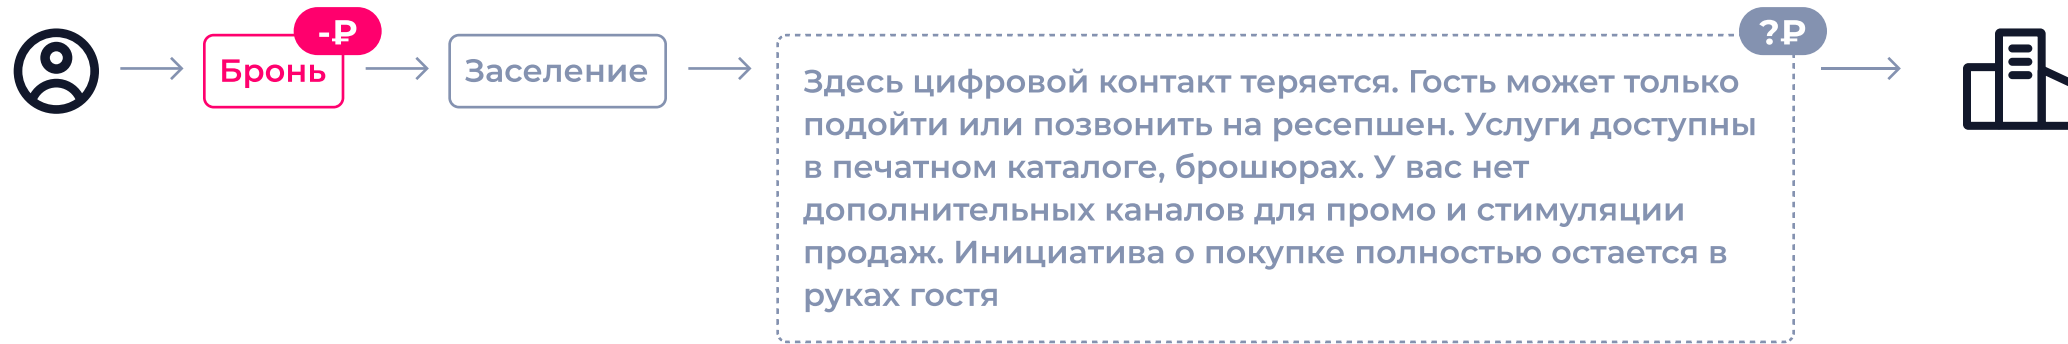 -₽
Бронь
Заселение
?₽
Здесь цифровой контакт теряется. Гость может только
подойти или позвонить на ресепшен. Услуги доступны
в печатном каталоге, брошюрах. У вас нет
дополнительных каналов для промо и стимуляции
продаж. Инициатива о покупке полностью остается в
руках гостя